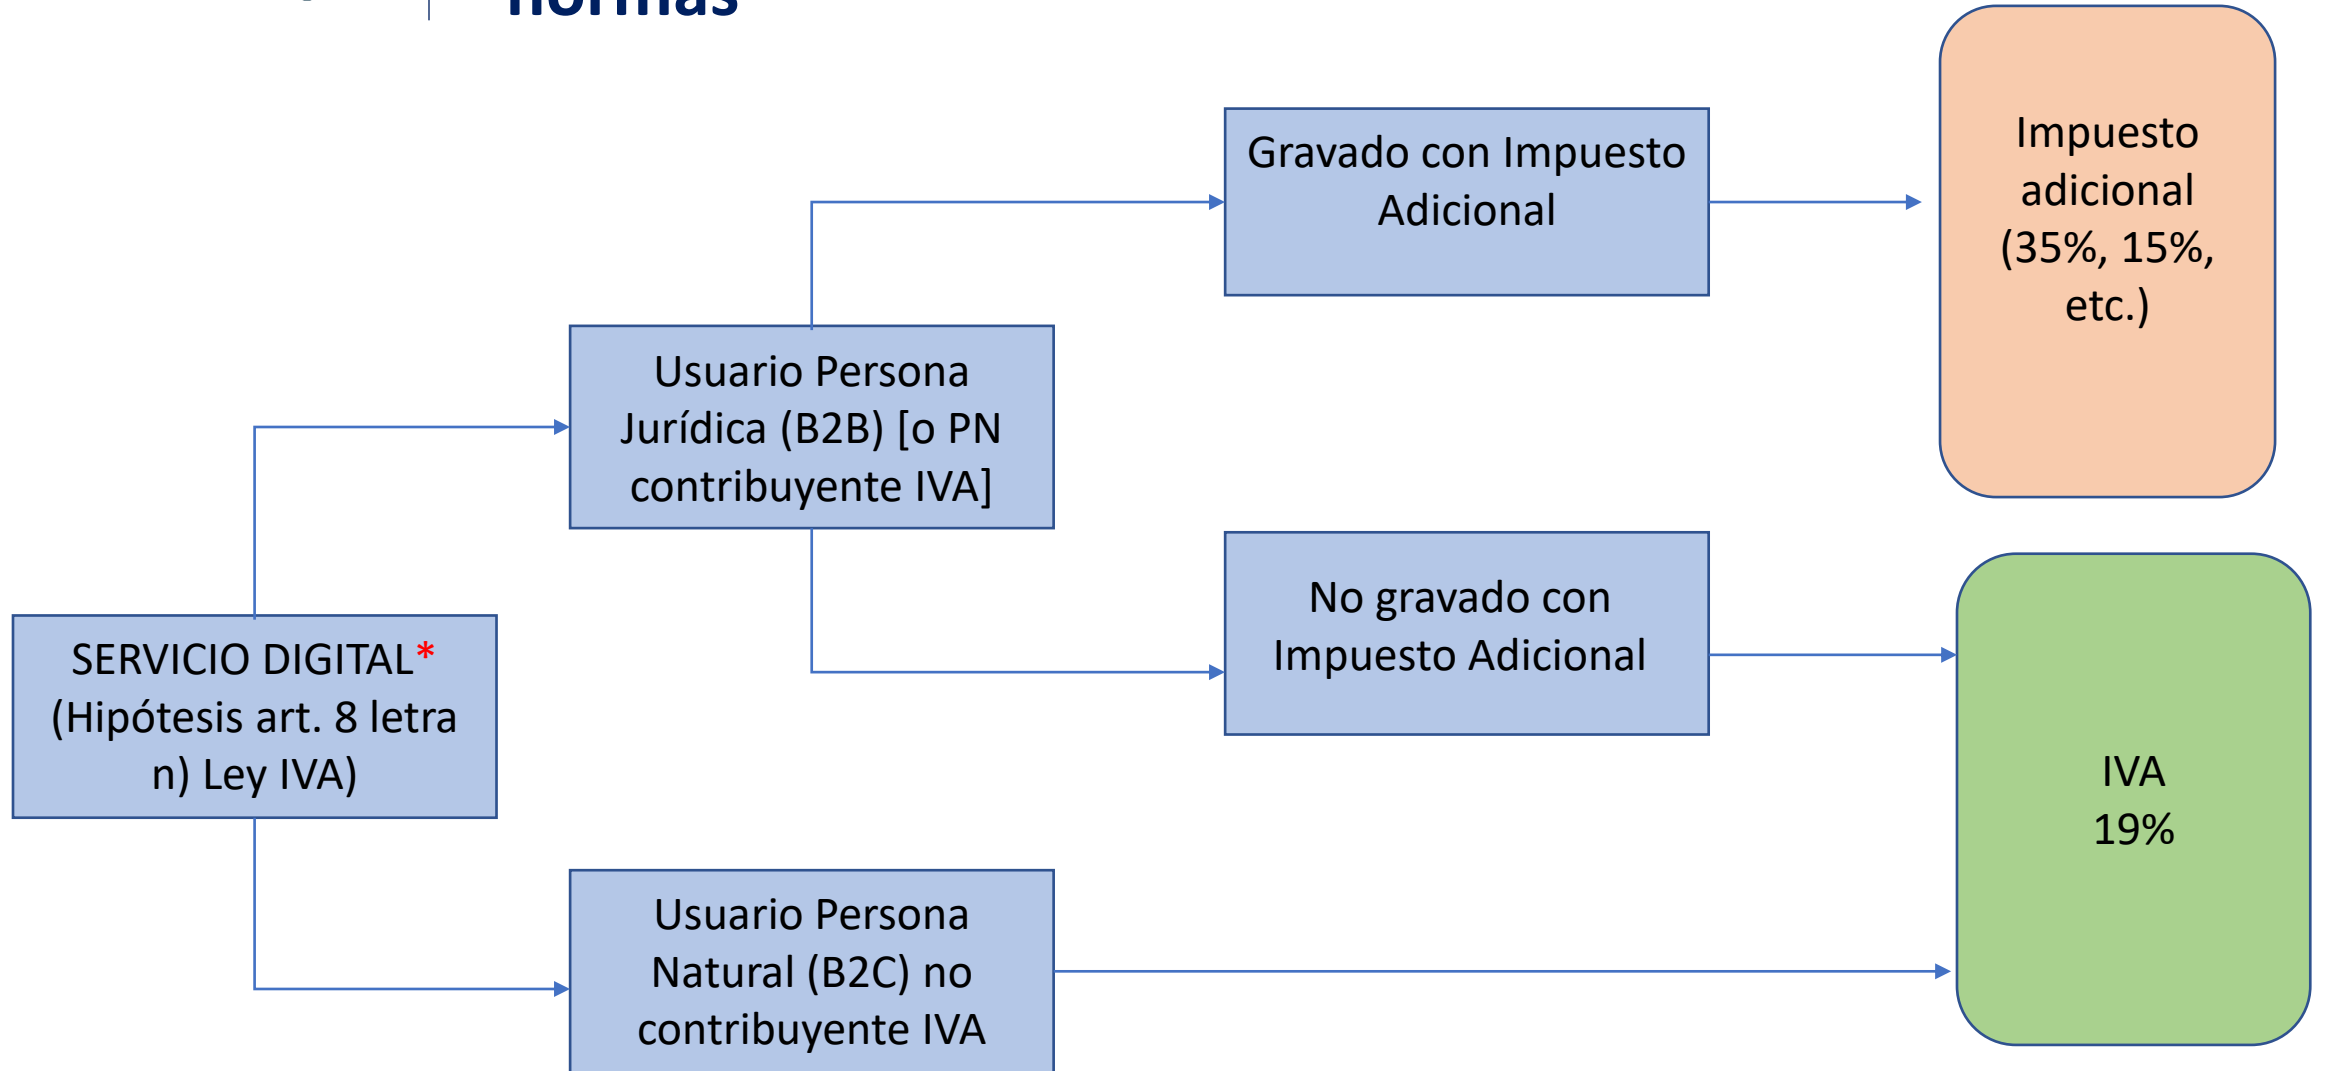 normas
Gravado con Impuesto
Adicional
Impuesto
adicional
(35%, 15%,
etc.)
Usuario Persona
Jurídica (B2B) [o PN
contribuyente IVA]
No gravado con
Impuesto Adicional
SERVICIO DIGITAL*
(Hipótesis art. 8 letra
n) Ley IVA)
IVA
19%
Usuario Persona
Natural (B2C) no
contribuyente IVA